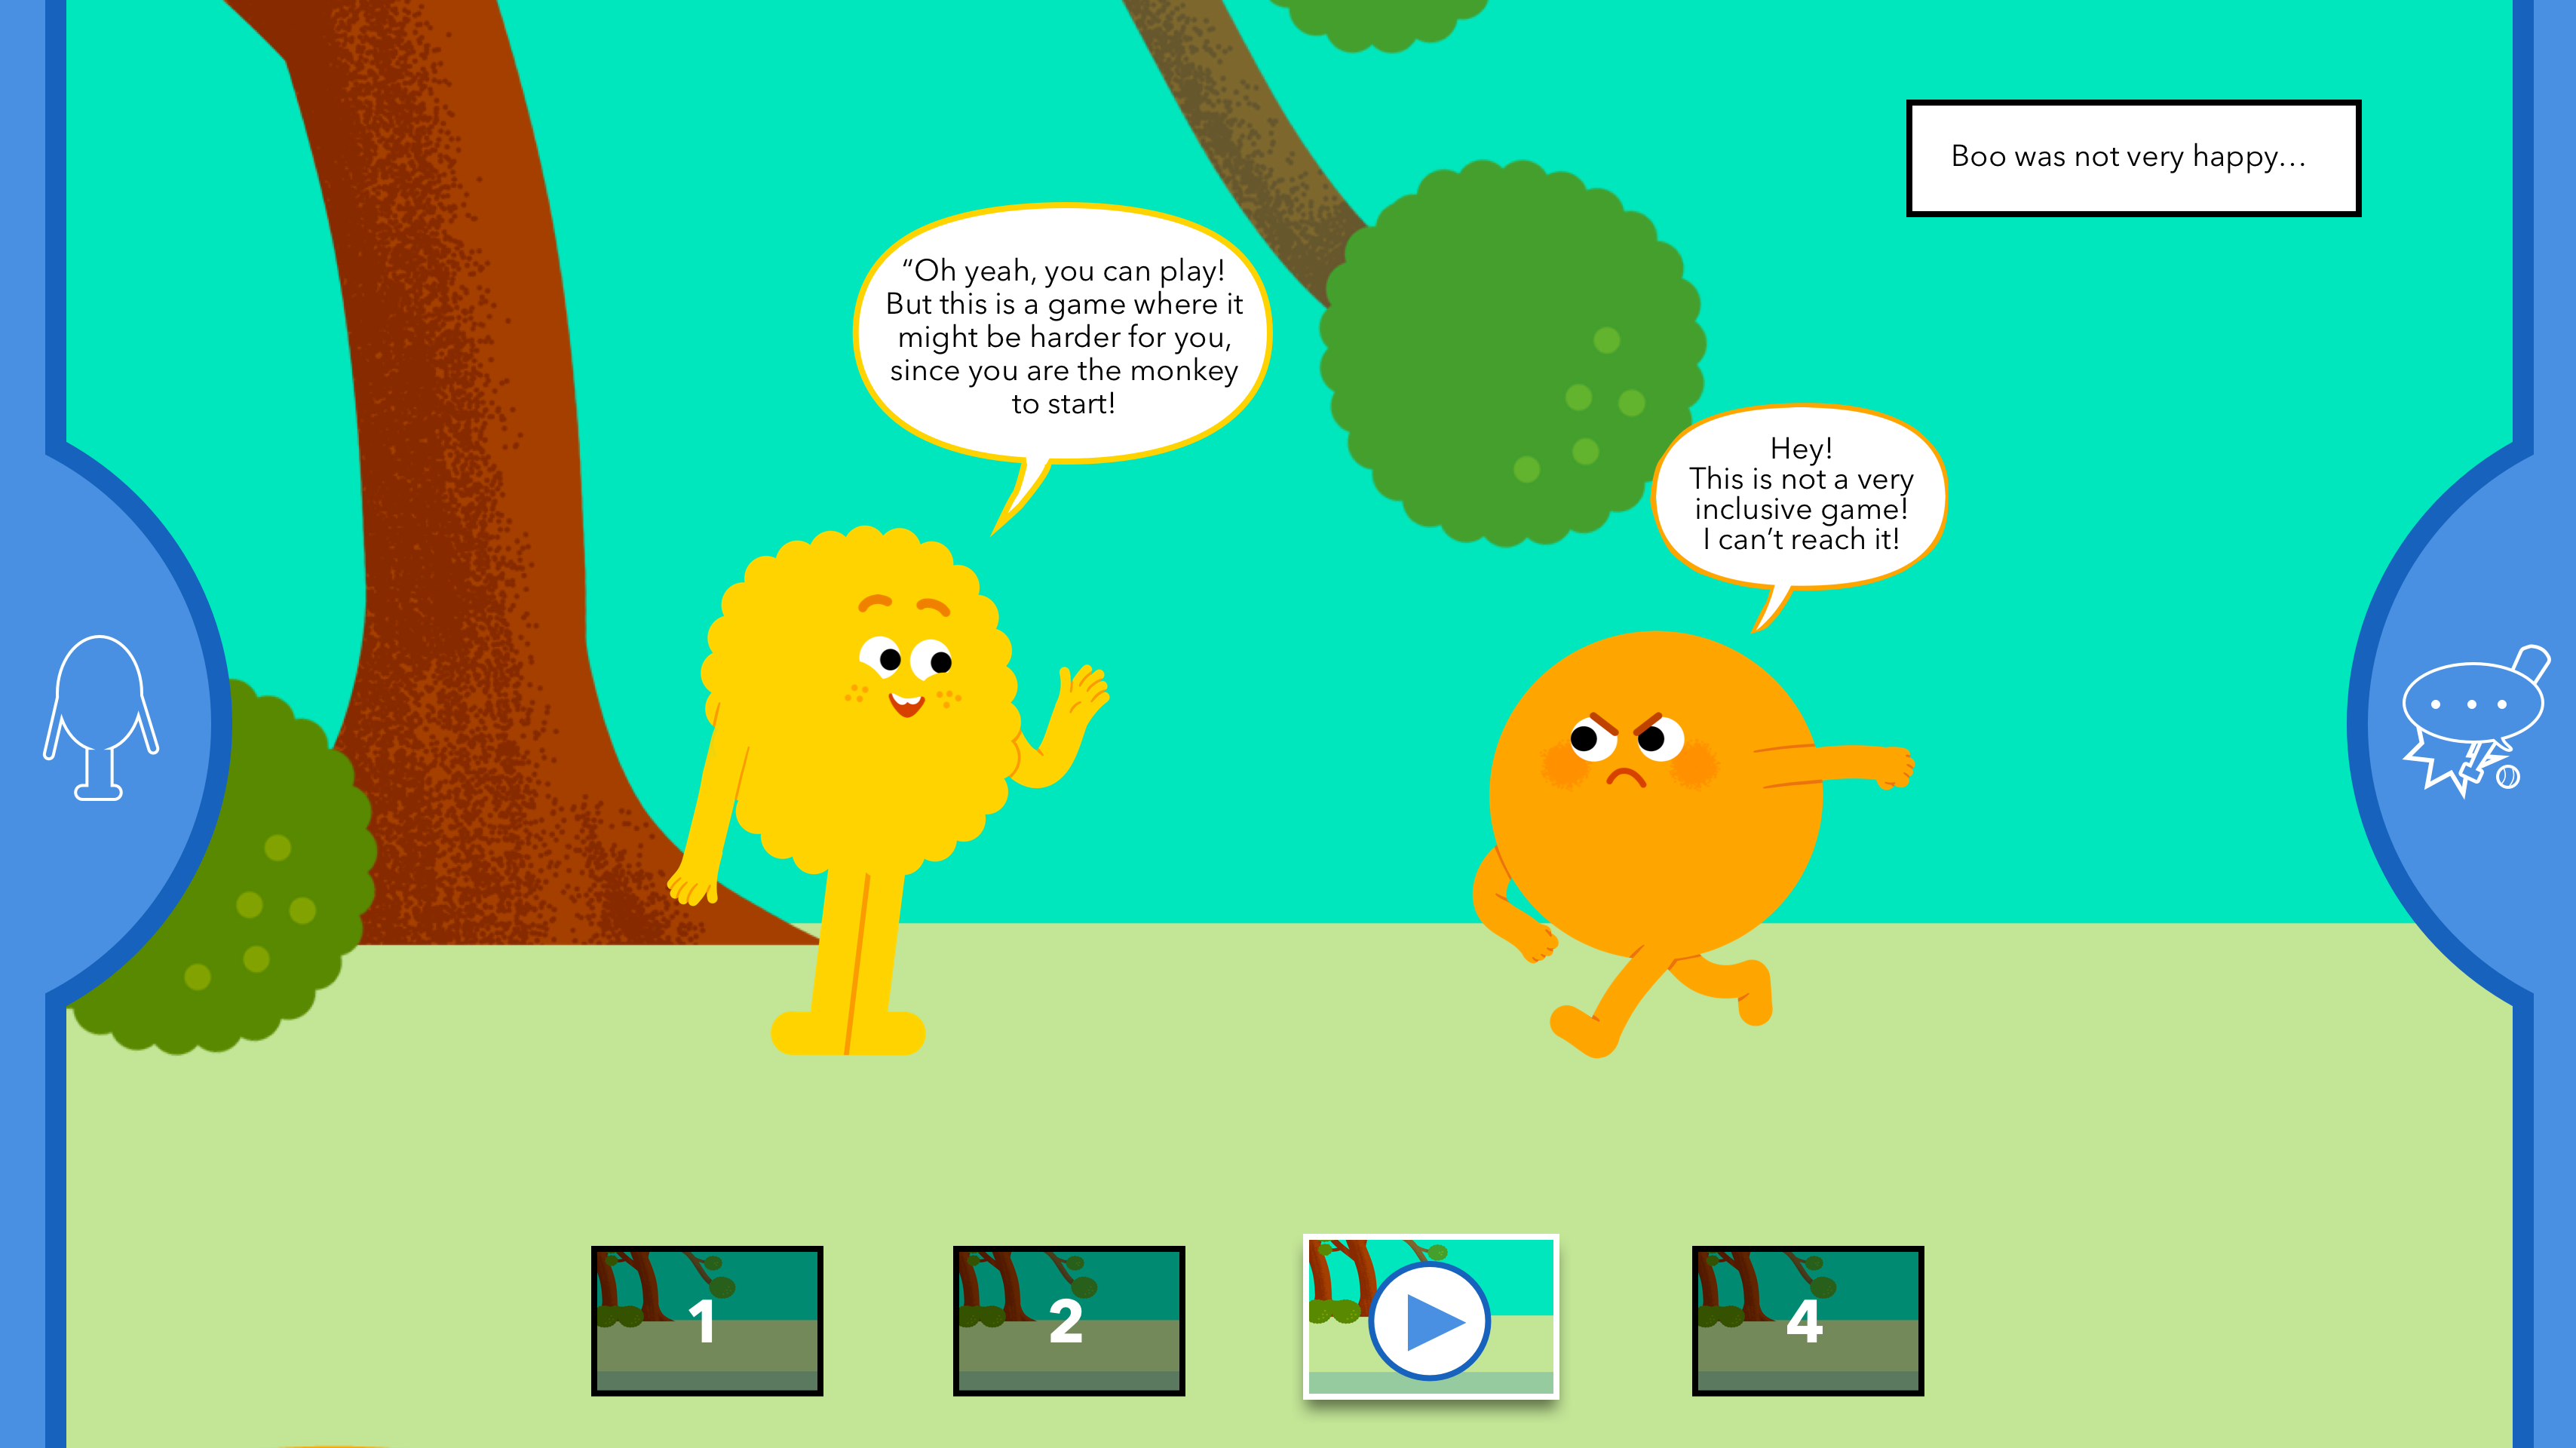 Boo was not very happy…
“Oh yeah, you can play!
But this is a game where it
might be harder for you,
since you are the monkey
to start!
Hey!
This is not a very
inclusive game!
I can’t reach it!
1
2
4